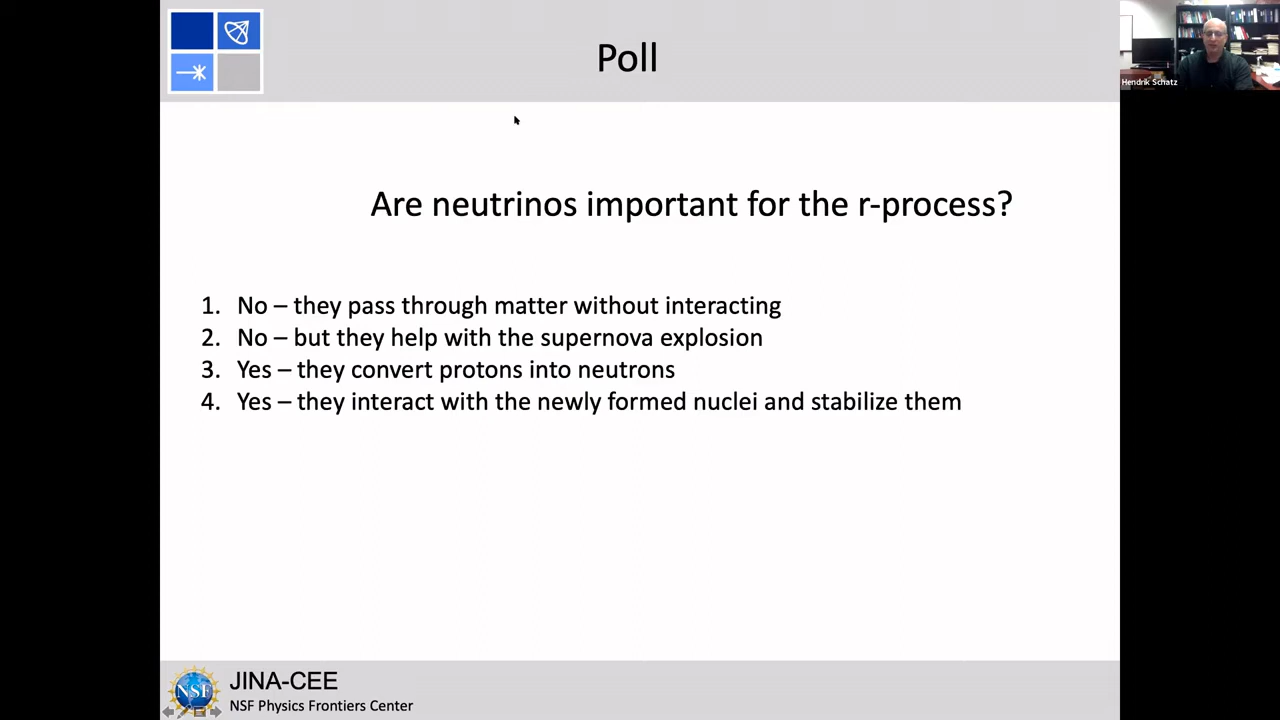 Poll
Hendrik Schatz
Are neutrinos important for the r-process?
1. No – they pass through matter without interacting
2. No – but they help with the supernova explosion
3. Yes – they convert protons into neutrons
4. Yes – they interact with the newly formed nuclei and stabilize them
NSF
JINA-CEE
NSF Physics Frontiers Center